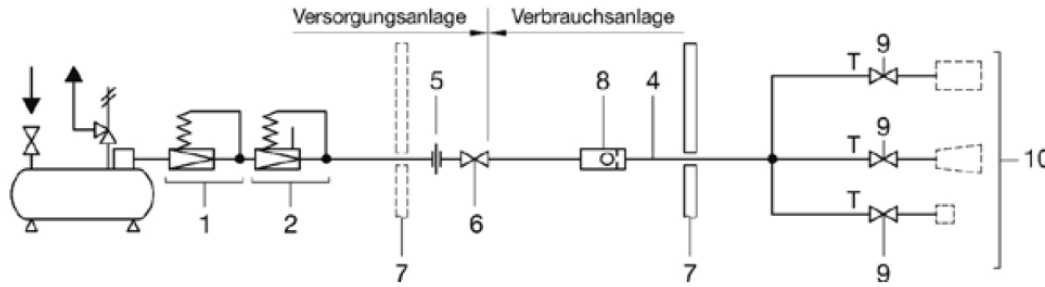 Versorgungsanlage Verbrauchsanlage
5 8 4 T 9
T 9 10
T
1 2 6
7 7 9